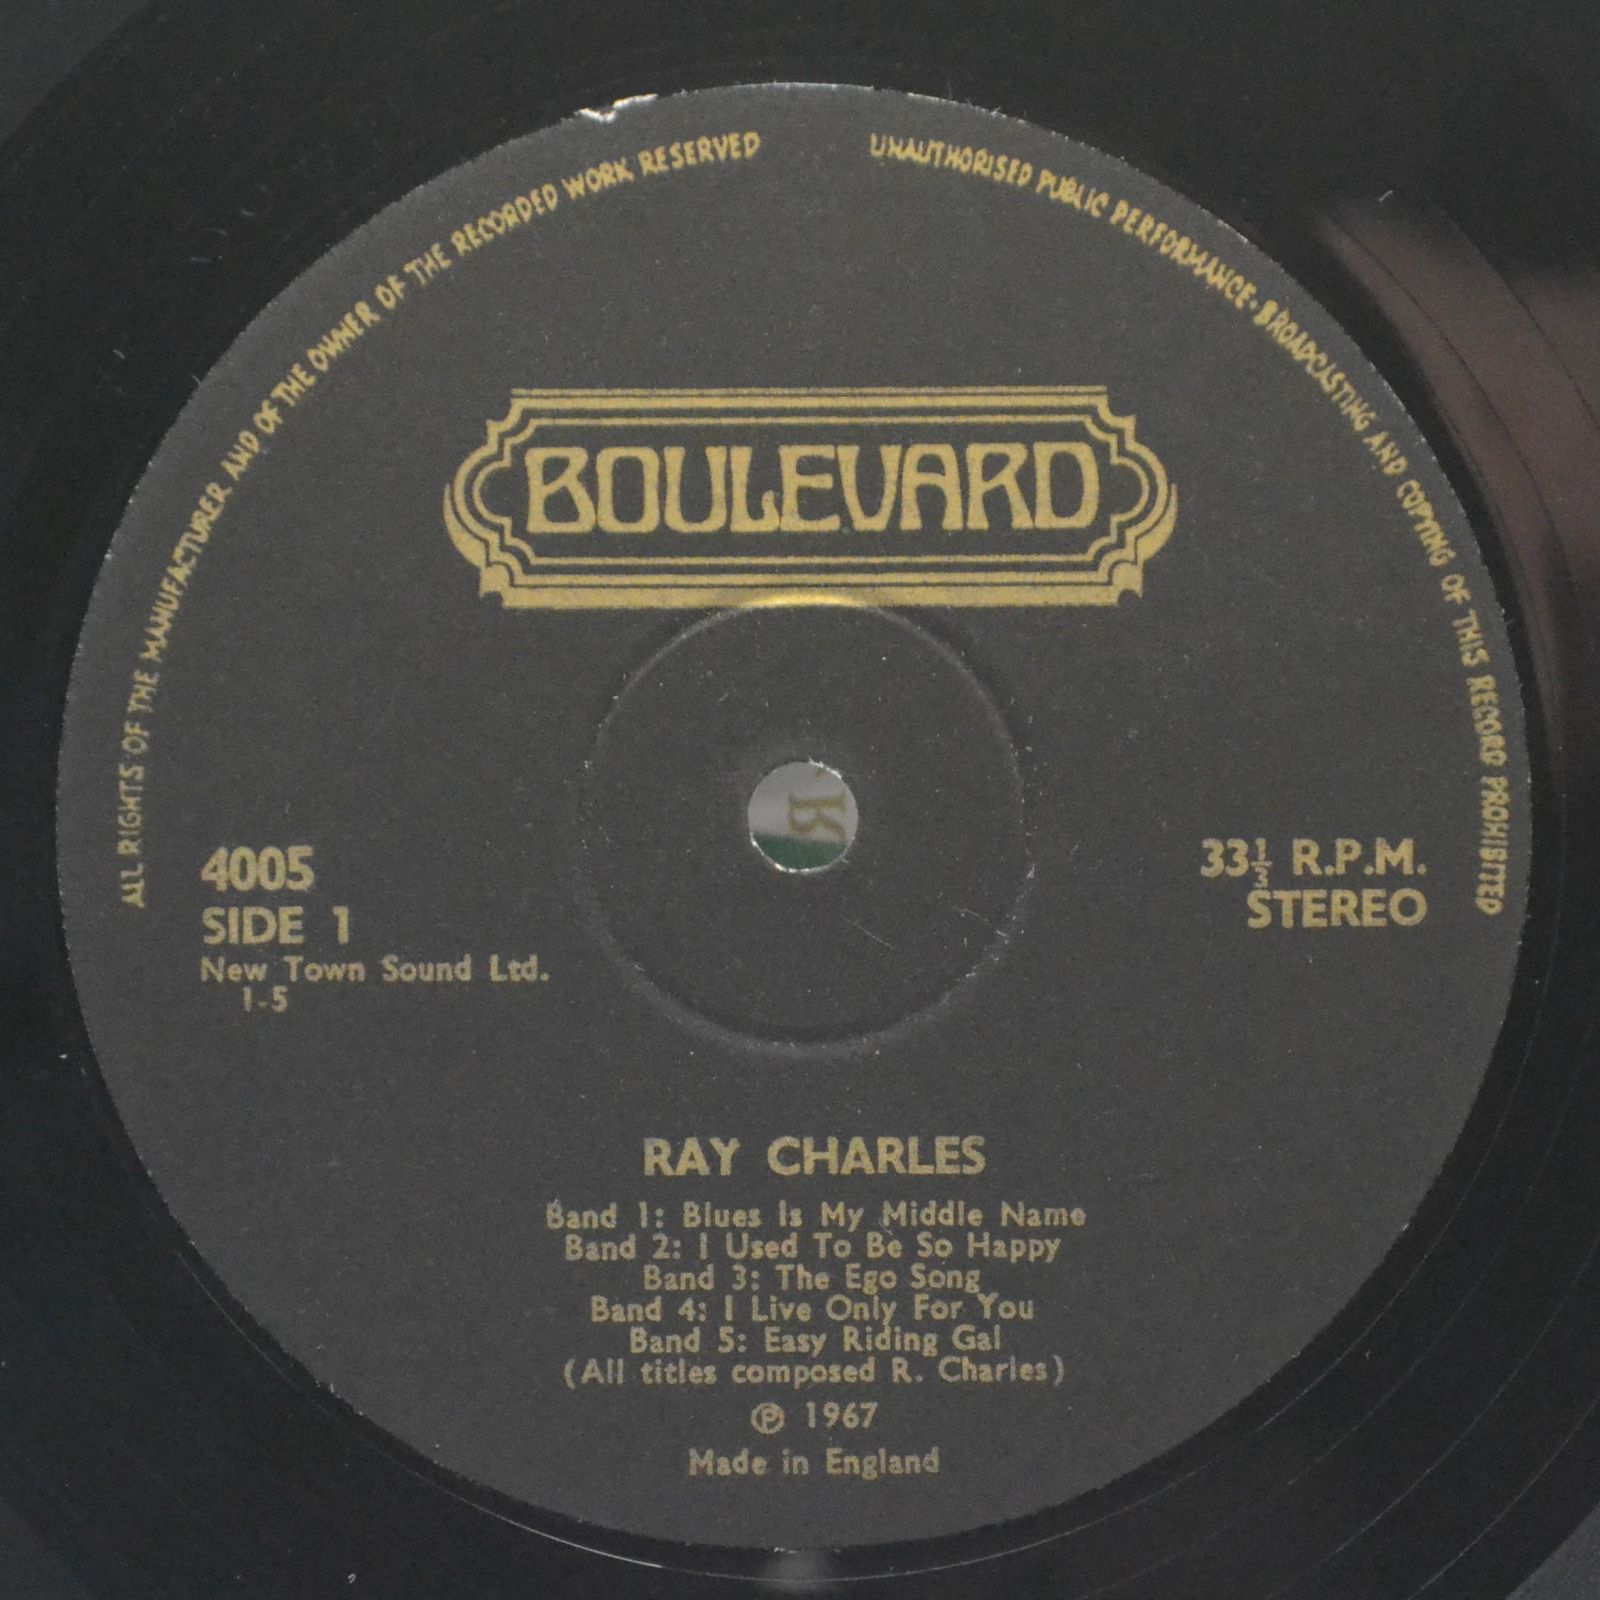 ALL RIGHTS OF THE MANUFACTURER AND OF THE OWNER OF THE RECORDED WORK RESERVED
UNAUTHORISED PUBLIC PERFORMANCE · BROADCASTING AND COPYING OF THIS RECORD PROHIBITED
BOULEVARD
R
4005
SIDE 1
New Town Sound Ltd.
1-5
33⅓ R.P.M.
STEREO
RAY CHARLES
Band 1: Blues Is My Middle Name
Band 2: I Used To Be So Happy
Band 3: The Ego Song
Band 4: I Live Only For You
Band 5: Easy Riding Gal
(All titles composed R. Charles)
℗ 1967
Made in England